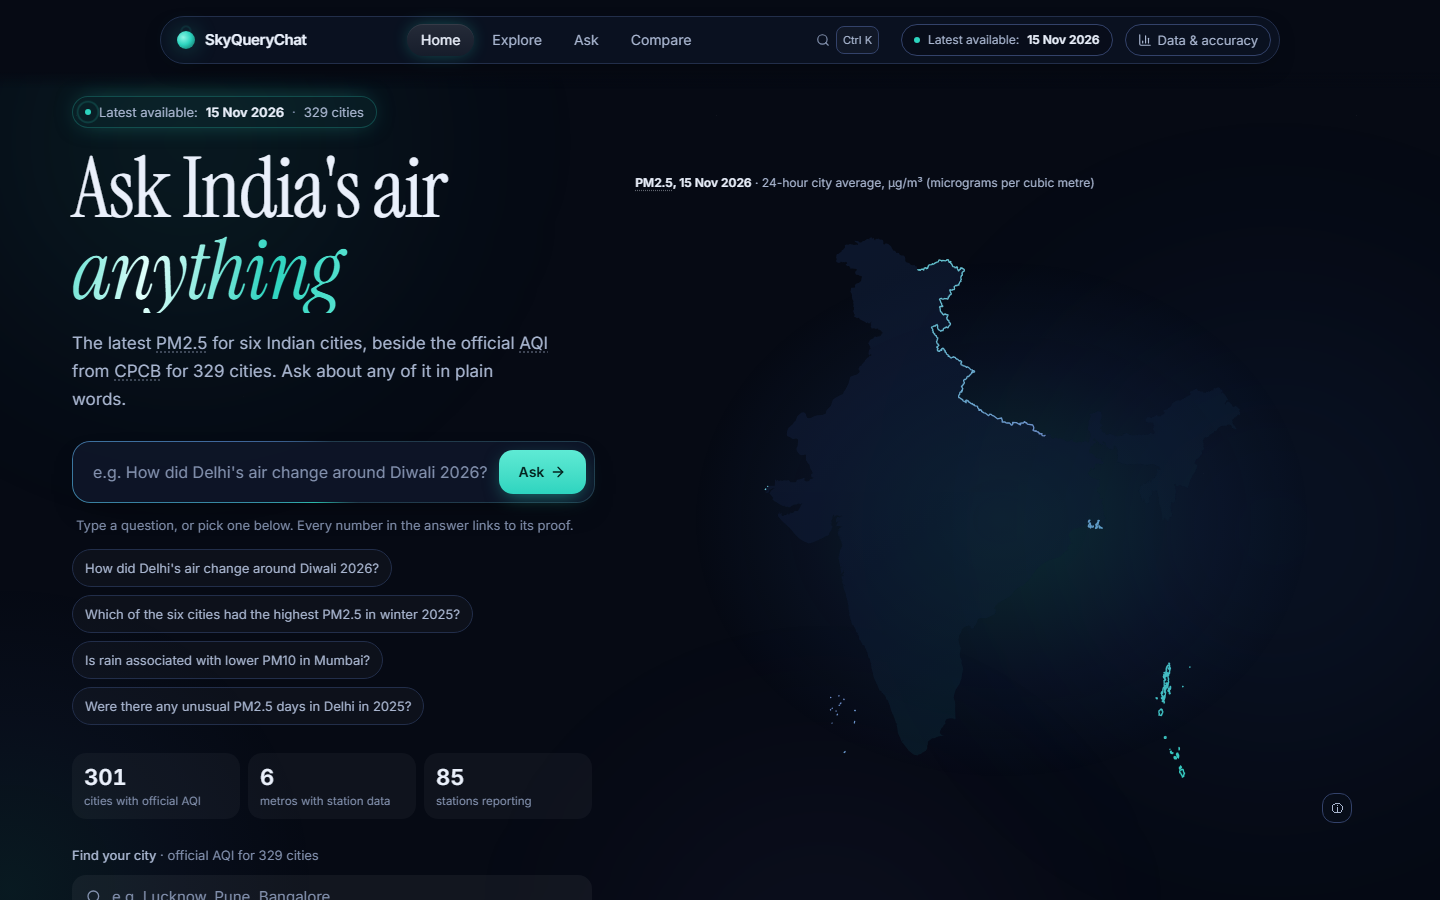 SkyQueryChat
Home
Explore
Ask
Compare
Ctrl K
Latest available: 15 Nov 2026
Data & accuracy
Latest available: 15 Nov 2026 · 329 cities
Ask India's air
anything
The latest PM2.5 for six Indian cities, beside the official AQI
from CPCB for 329 cities. Ask about any of it in plain
words.
e.g. How did Delhi's air change around Diwali 2026?
Ask →
Type a question, or pick one below. Every number in the answer links to its proof.
How did Delhi's air change around Diwali 2026?
Which of the six cities had the highest PM2.5 in winter 2025?
Is rain associated with lower PM10 in Mumbai?
Were there any unusual PM2.5 days in Delhi in 2025?
301
cities with official AQI
6
metros with station data
85
stations reporting
Find your city · official AQI for 329 cities
e.g. Lucknow, Pune, Bangalore
PM2.5, 15 Nov 2026 · 24-hour city average, µg/m³ (micrograms per cubic metre)